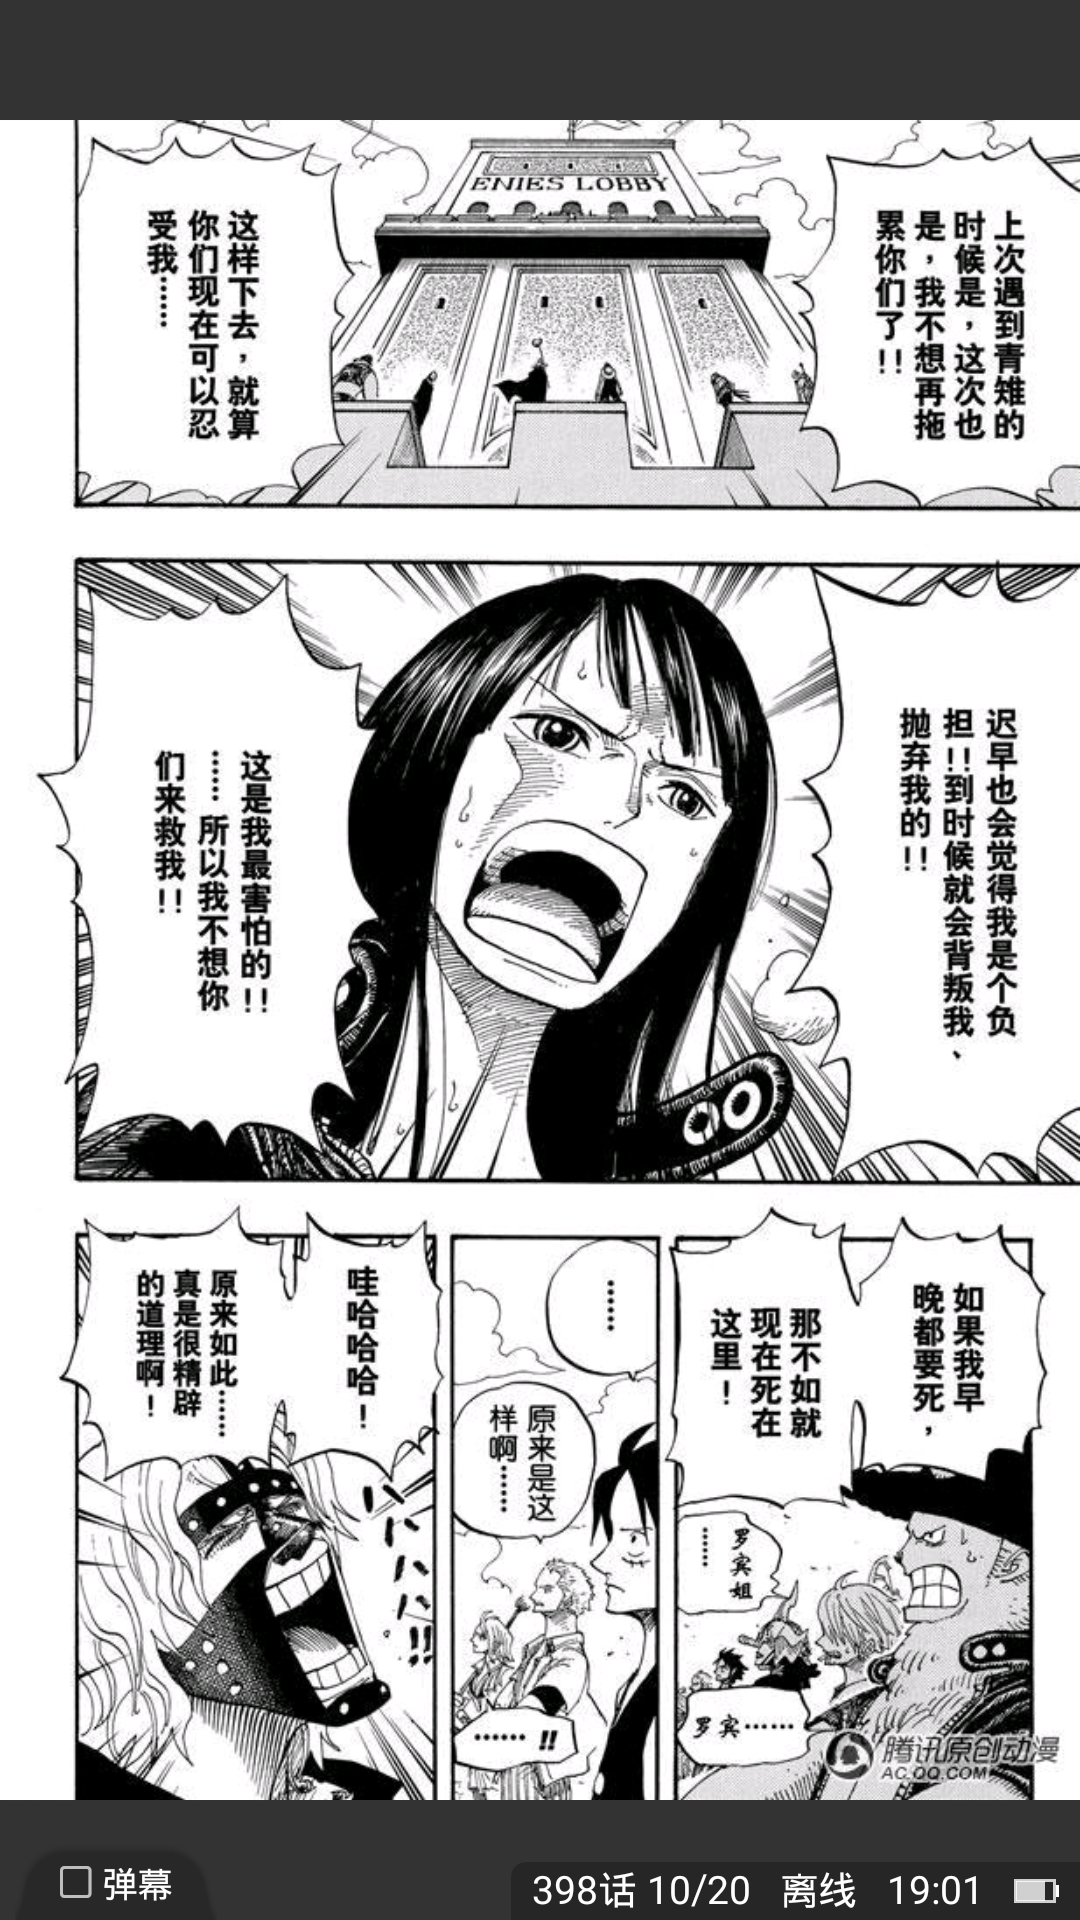 ENIES LOBBY
上次遇到青雉的
时候是，这次也
是，我不想再拖
累你们了!!
这样下去，就算
你们现在可以忍
受我……
迟早也会觉得我是个负
担!!到时候就会背叛我、
抛弃我的!!
这是我最害怕的!!
……所以我不想你
们来救我!!
如果我早
晚都要死，
那不如就
现在死在
这里！
罗宾姐
……
罗宾……
……
原来是这
样啊……
……!!
哇哈哈哈！
原来如此……
真是很精辟
的道理啊！
ハハハハ…!!
腾讯原创动漫
AC.QQ.COM
弹幕
398话 10/20 离线 19:01